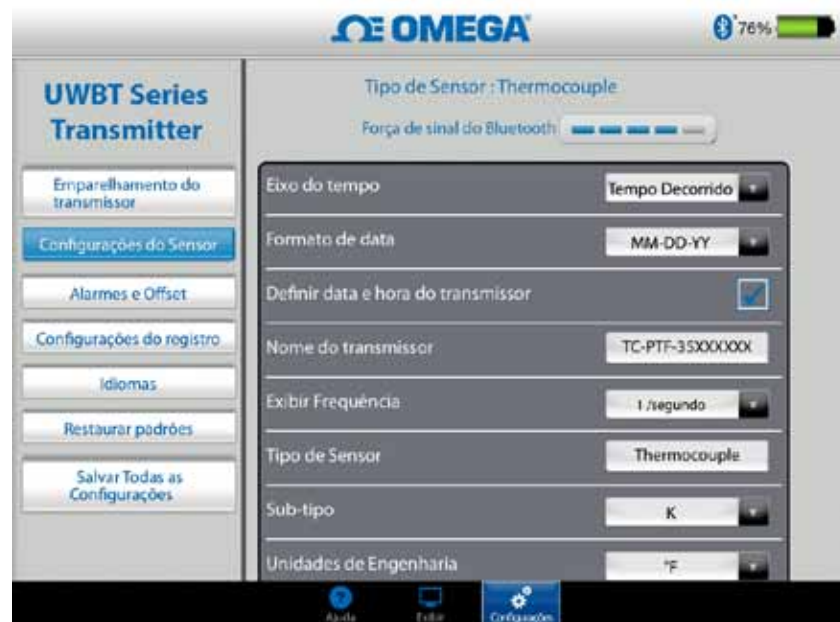 OMEGA
76%
UWBT Series
Transmitter
Emparelhamento do
transmissor
Configurações do Sensor
Alarmes e Offset
Configurações do registro
Idiomas
Restaurar padrões
Salvar Todas as
Configurações
Tipo de Sensor : Thermocouple
Força de sinal do Bluetooth
Eixo do tempo
Tempo Decorrido
Formato de data
MM-DD-YY
Definir data e hora do transmissor
Nome do transmissor
TC-PTF-35XXXXXX
Exibir Frequência
1 /segundo
Tipo de Sensor
Thermocouple
Sub-tipo
K
Unidades de Engenharia
°F
Ajuda
Exibir
Configurações